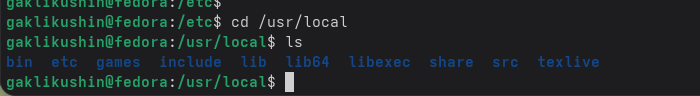 gaklikushin@fedora:/etc$
gaklikushin@fedora:/etc$ cd /usr/local
gaklikushin@fedora:/usr/local$ ls
bin etc games include lib lib64 libexec share src texlive
gaklikushin@fedora:/usr/local$